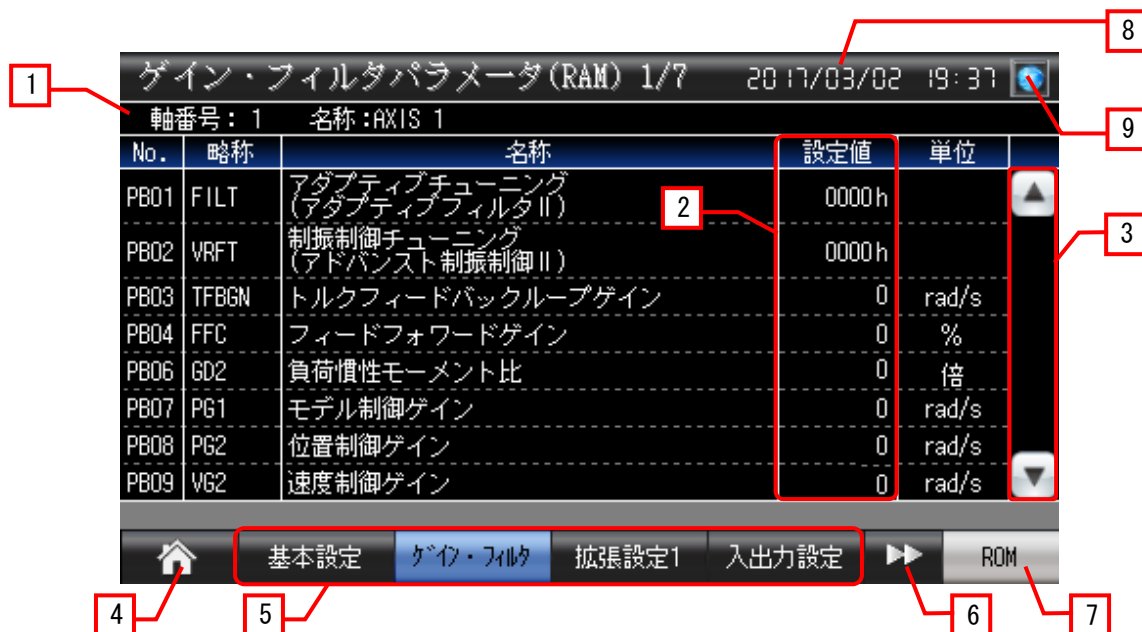 8
ゲイン・フィルタパラメータ(RAM) 1/7 2017/03/02 19:37
1
軸番号: 1 名称:AXIS 1
9
No. 略称 名称 設定値 単位
PB01 FILT アダプティブチューニング
(アダプティブフィルタⅡ) 0000h
2
3
PB02 VRFT 制振制御チューニング
(アドバンスト制振制御Ⅱ) 0000h
PB03 TFBGN トルクフィードバックループゲイン 0 rad/s
PB04 FFC フィードフォワードゲイン 0 %
PB06 GD2 負荷慣性モーメント比 0 倍
PB07 PG1 モデル制御ゲイン 0 rad/s
PB08 PG2 位置制御ゲイン 0 rad/s
PB09 VG2 速度制御ゲイン 0 rad/s
基本設定 ｹﾞｲﾝ・ﾌｨﾙﾀ 拡張設定1 入出力設定 ROM
4 5 6 7